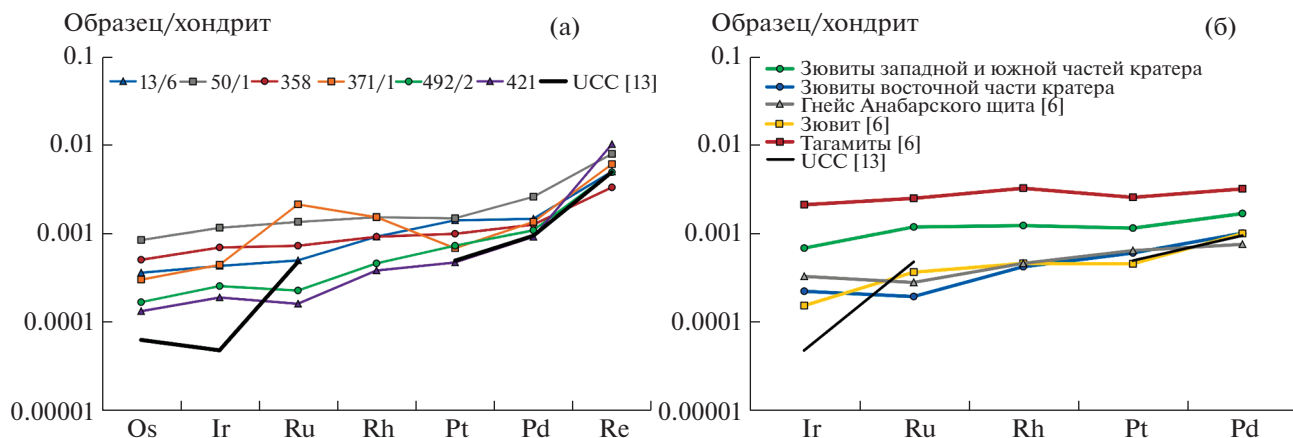 Образец/хондрит (а)
0.1
13/6 50/1 358 371/1 492/2 421 UCC [13]
0.01
0.001
0.0001
0.00001
Os Ir Ru Rh Pt Pd Re
Образец/хондрит (б)
0.1
Зювиты западной и южной частей кратера
Зювиты восточной части кратера
Гнейс Анабарского щита [6]
Зювит [6]
Тагамиты [6]
UCC [13]
0.01
0.001
0.0001
0.00001
Ir Ru Rh Pt Pd